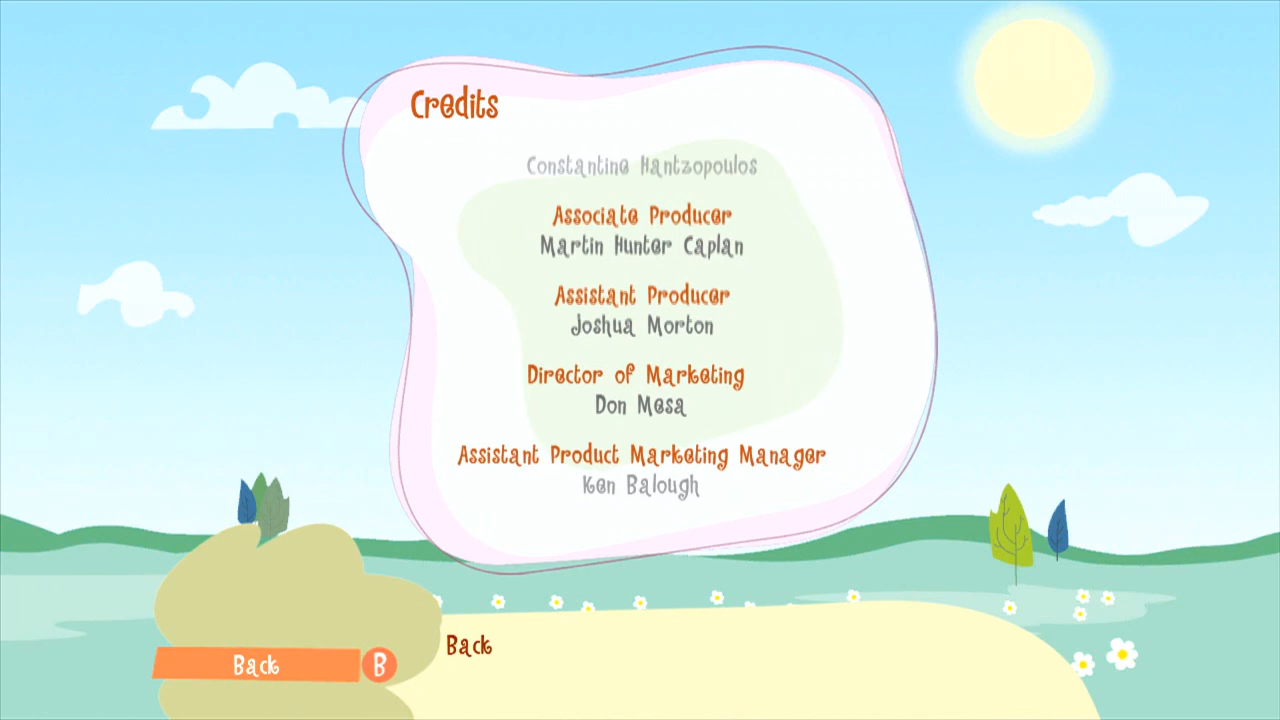 Credits
Constantine Hantzopoulos
Associate Producer
Martin Hunter Caplan
Assistant Producer
Joshua Morton
Director of Marketing
Don Mesa
Assistant Product Marketing Manager
Ken Balough
Back
Back B